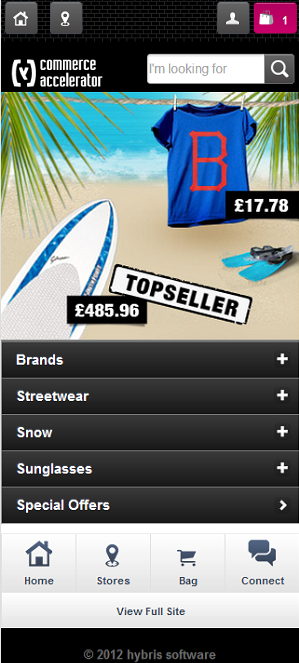 1
commerce
accelerator
I'm looking for
B
£17.78
TOPSELLER
£485.96
Brands
Streetwear
Snow
Sunglasses
Special Offers
Home Stores Bag Connect
View Full Site
© 2012 hybris software